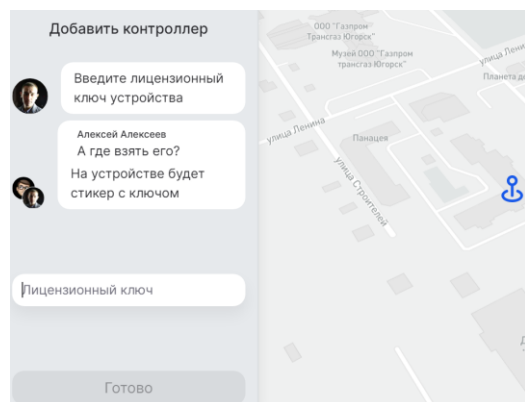 Добавить контроллер
Введите лицензионный
ключ устройства
Алексей Алексеев
А где взять его?
На устройстве будет
стикер с ключом
Лицензионный ключ
Готово
ООО "Газпром
Трансгаз Югорск"
Музей ООО "Газпром
трансгаз Югорск"
улица Ленина
Панацея
улица Строителей
Планета